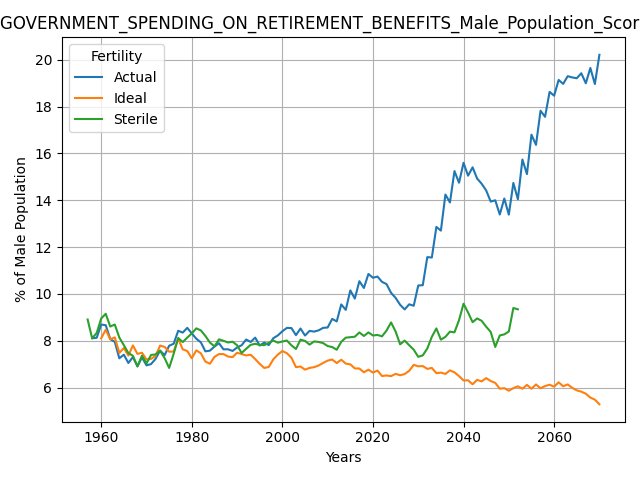 GOVERNMENT_SPENDING_ON_RETIREMENT_BENEFITS_Male_Population_Scor
Fertility
Actual
Ideal
Sterile
% of Male Population
20
18
16
14
12
10
8
6
1960 1980 2000 2020 2040 2060
Years